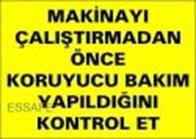 MAKİNAYI
ÇALIŞTIRMADAN
ÖNCE
KORUYUCU BAKIM
YAPILDIĞINI
KONTROL ET